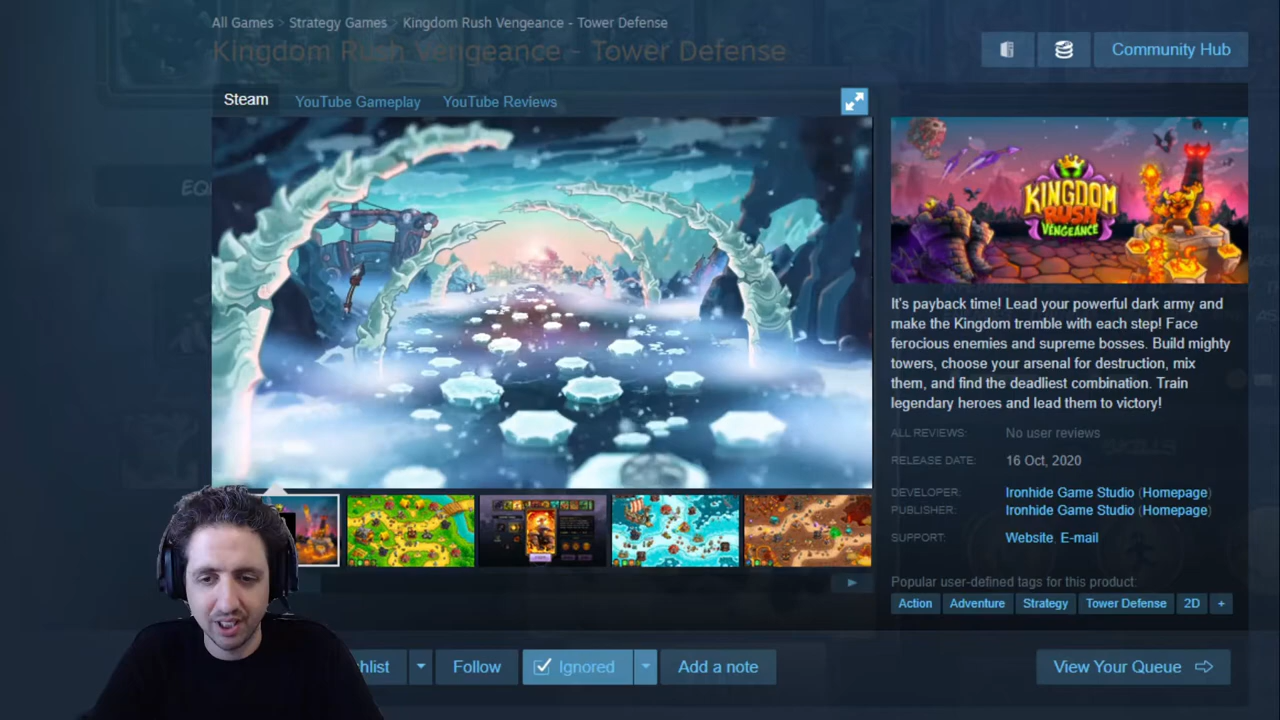 All Games > Strategy Games > Kingdom Rush Vengeance - Tower Defense
Kingdom Rush Vengeance - Tower Defense
Community Hub
Steam YouTube Gameplay YouTube Reviews
KINGDOM
RUSH
VENGEANCE
It's payback time! Lead your powerful dark army and
make the Kingdom tremble with each step! Face
ferocious enemies and supreme bosses. Build mighty
towers, choose your arsenal for destruction, mix
them, and find the deadliest combination. Train
legendary heroes and lead them to victory!
ALL REVIEWS: No user reviews
RELEASE DATE: 16 Oct, 2020
DEVELOPER: Ironhide Game Studio (Homepage)
PUBLISHER: Ironhide Game Studio (Homepage)
SUPPORT: Website, E-mail
Popular user-defined tags for this product:
Action Adventure Strategy Tower Defense 2D +
hlist Follow Ignored Add a note View Your Queue